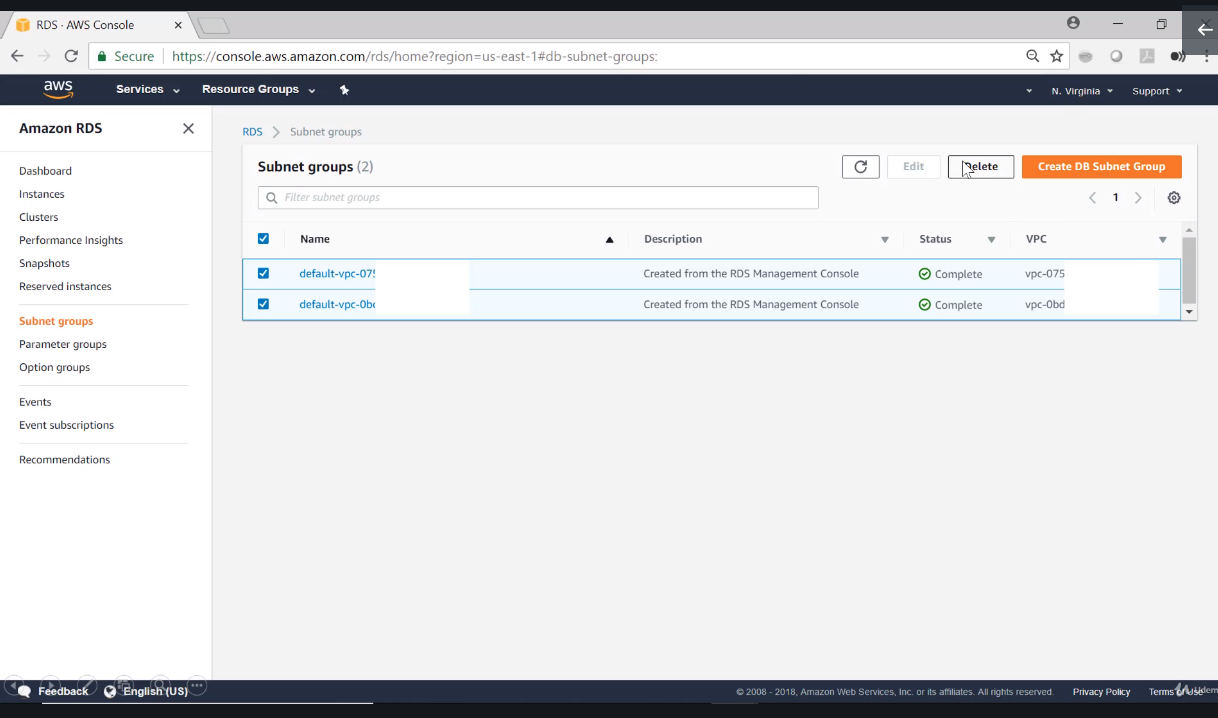 RDS · AWS Console
Secure https://console.aws.amazon.com/rds/home?region=us-east-1#db-subnet-groups:
aws Services Resource Groups N. Virginia Support
Amazon RDS
Dashboard
Instances
Clusters
Performance Insights
Snapshots
Reserved instances
Subnet groups
Parameter groups
Option groups
Events
Event subscriptions
Recommendations
RDS > Subnet groups
Subnet groups (2)
Edit Delete Create DB Subnet Group
Filter subnet groups
1
Name Description Status VPC
default-vpc-075 Created from the RDS Management Console Complete vpc-075
default-vpc-0bd Created from the RDS Management Console Complete vpc-0bd
Feedback English (US) © 2008 - 2018, Amazon Web Services, Inc. or its affiliates. All rights reserved. Privacy Policy Terms of Use